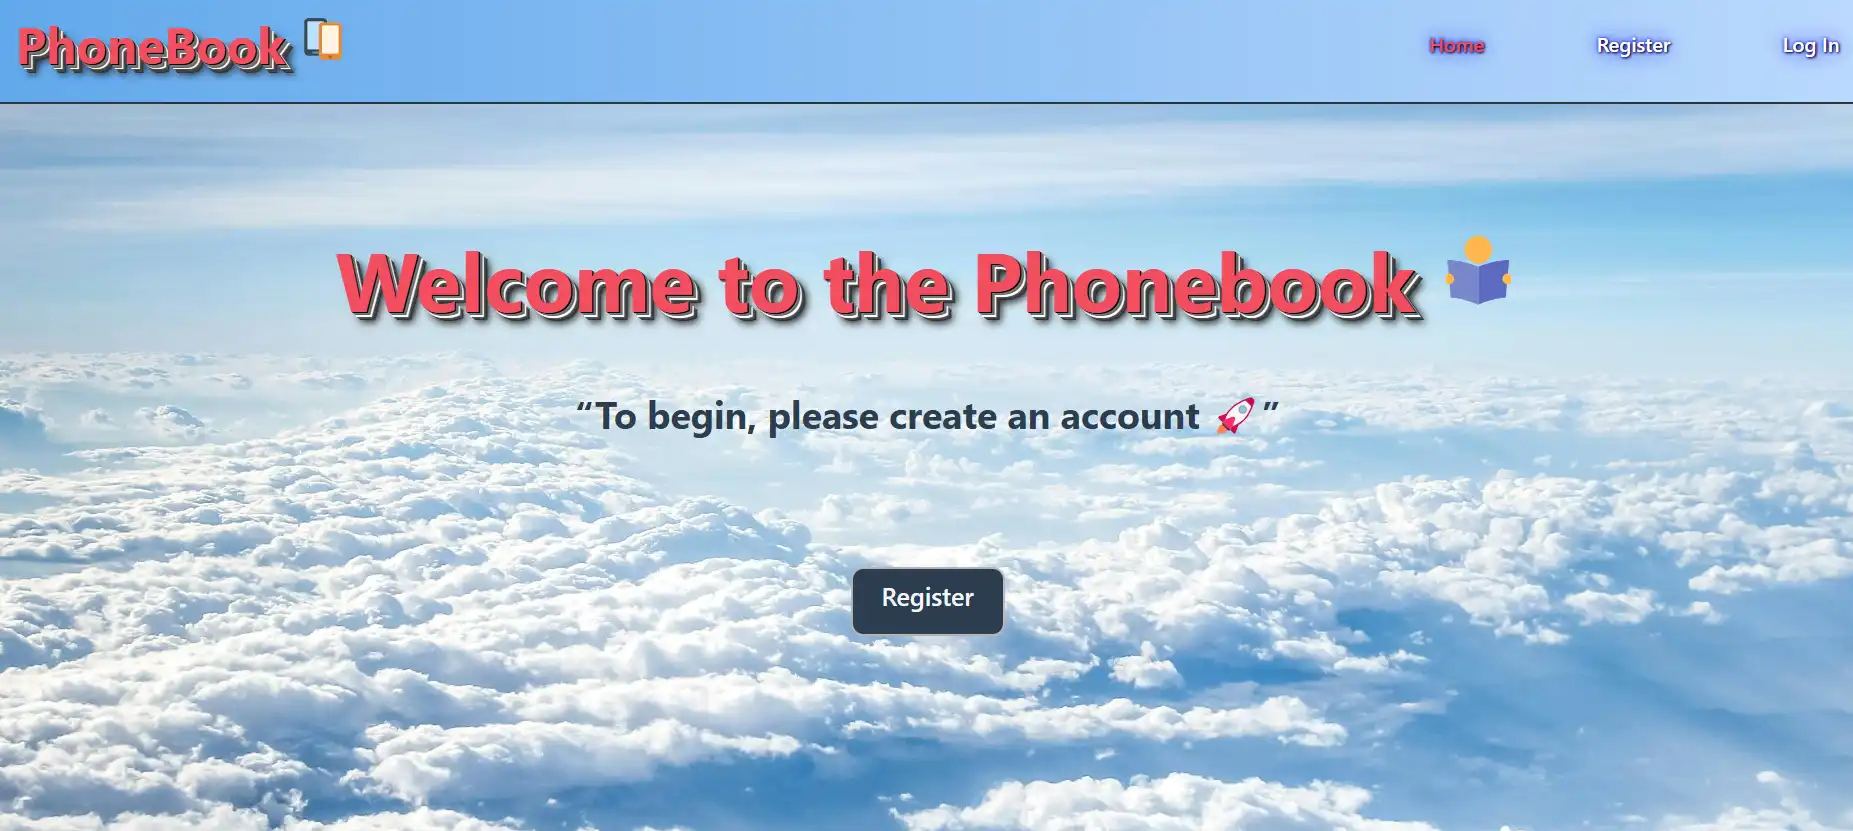 PhoneBook
Home
Register
Log In
Welcome to the Phonebook
“To begin, please create an account 🚀”
Register